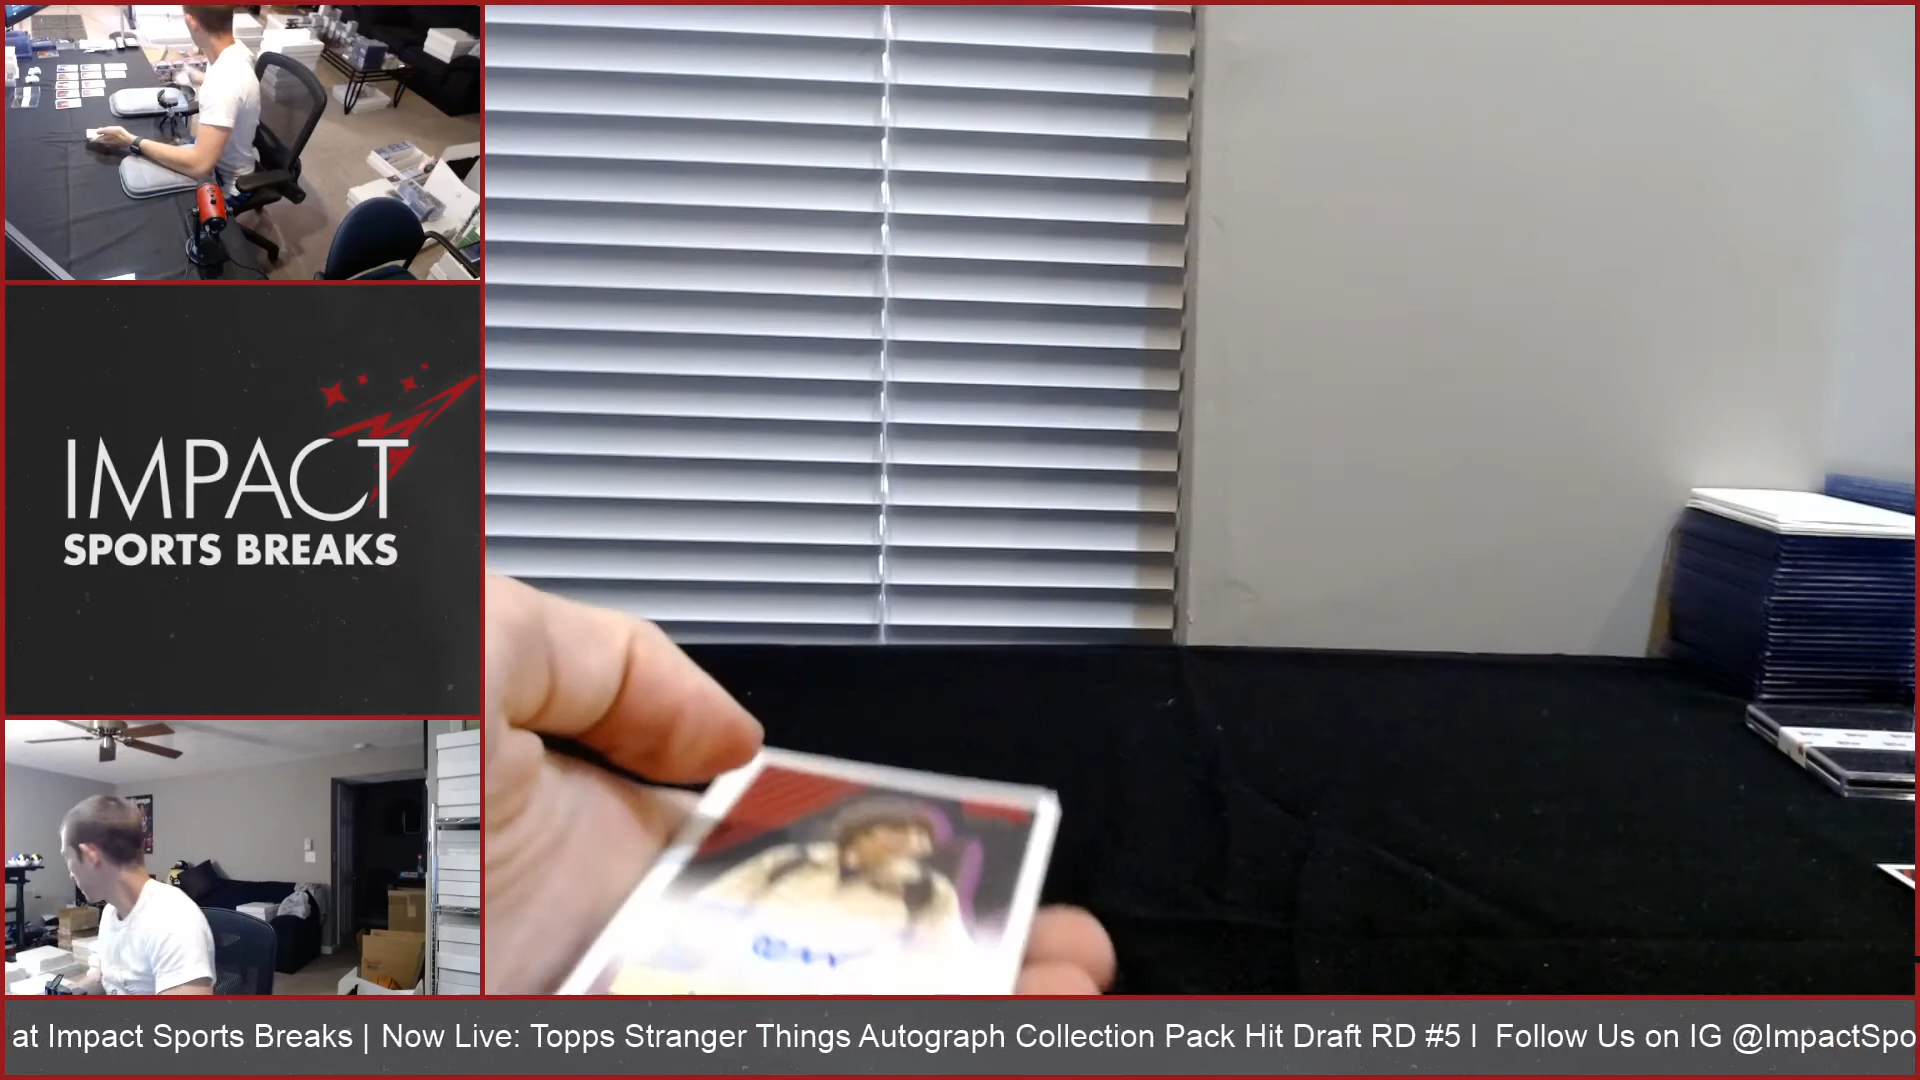 IMPACT
SPORTS BREAKS
at Impact Sports Breaks | Now Live: Topps Stranger Things Autograph Collection Pack Hit Draft RD #5 I Follow Us on IG @ImpactSpo